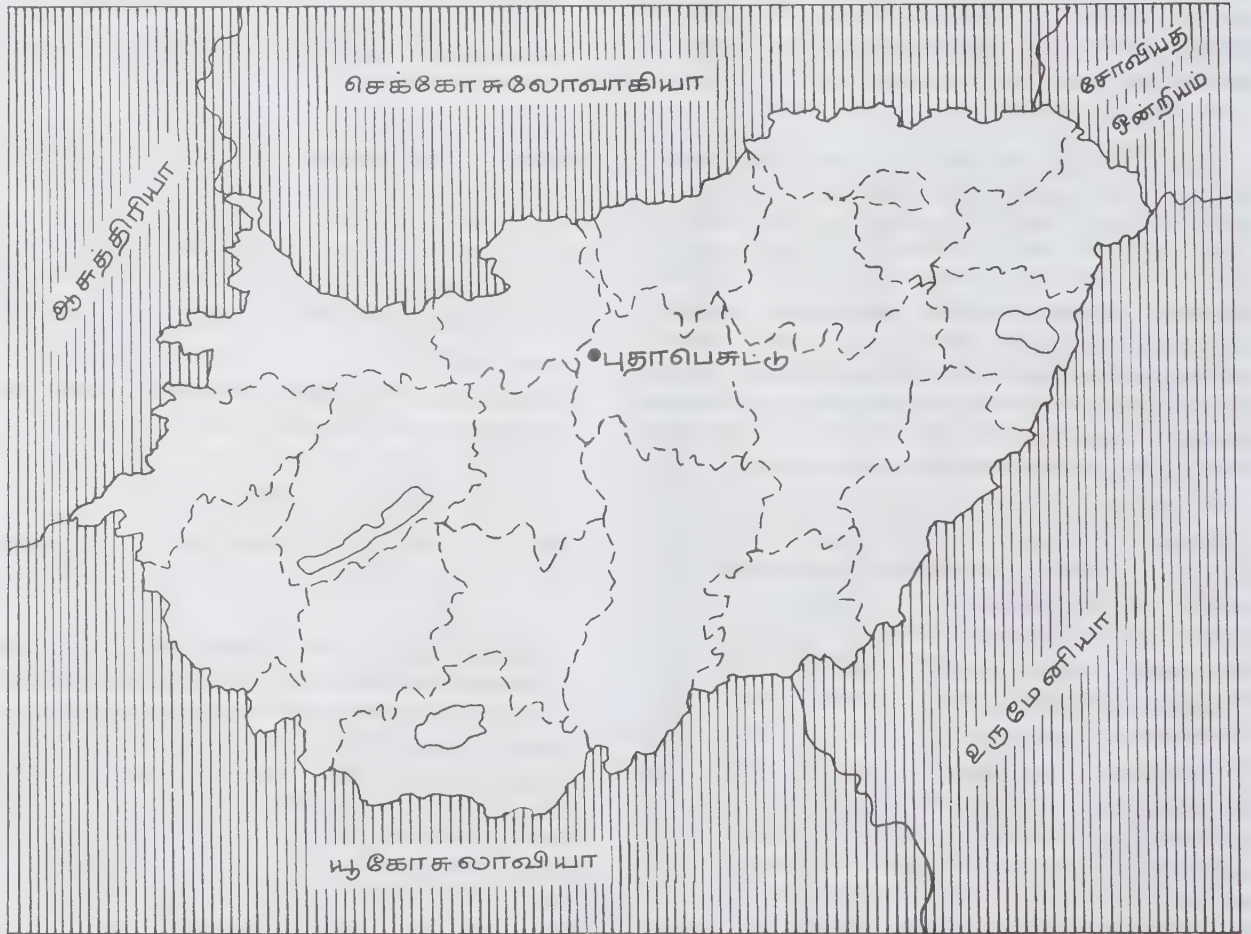 செக்கோசுலோவாகியா
சோவியத
ஒன்றியம்
ஆசுத்திரியா
புதாபெசுட்டு
உருமேனியா
யூகோசுலாவியா